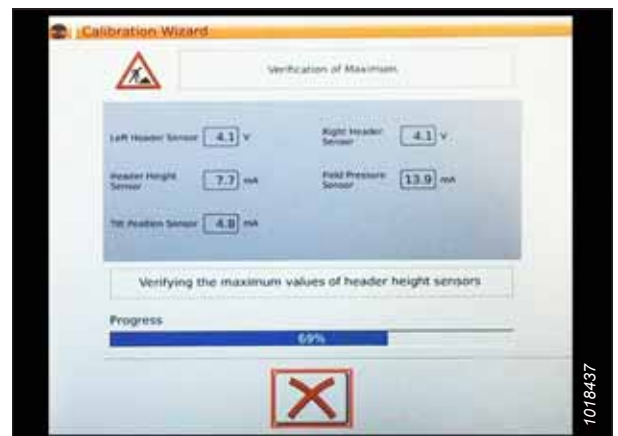 Calibration Wizard
Verification of Maximum
Left Header Sensor 4.1 V
Right Header
Sensor 4.1 V
Header Height
Sensor 7.7 mA
Field Pressure
Sensor 13.9 mA
Tilt Position Sensor 4.8 mA
Verifying the maximum values of header height sensors
Progress
69%
1018437